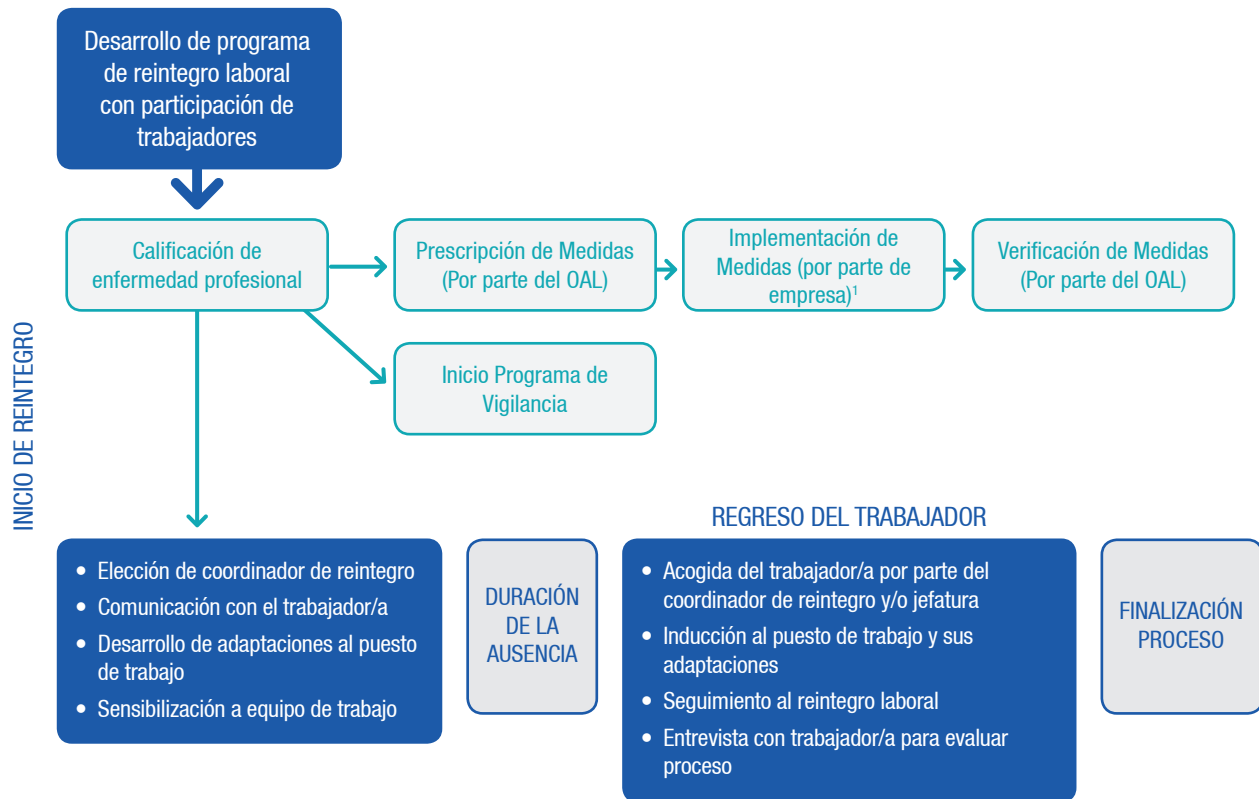 Desarrollo de programa
de reintegro laboral
con participación de
trabajadores
Calificación de
enfermedad profesional
Prescripción de Medidas
(Por parte del OAL)
Implementación de
Medidas (por parte de
empresa)¹
Verificación de Medidas
(Por parte del OAL)
Inicio Programa de
Vigilancia
INICIO DE REINTEGRO
• Elección de coordinador de reintegro
• Comunicación con el trabajador/a
• Desarrollo de adaptaciones al puesto
de trabajo
• Sensibilización a equipo de trabajo
DURACIÓN
DE LA
AUSENCIA
REGRESO DEL TRABAJADOR
• Acogida del trabajador/a por parte del
coordinador de reintegro y/o jefatura
• Inducción al puesto de trabajo y sus
adaptaciones
• Seguimiento al reintegro laboral
• Entrevista con trabajador/a para evaluar
proceso
FINALIZACIÓN
PROCESO